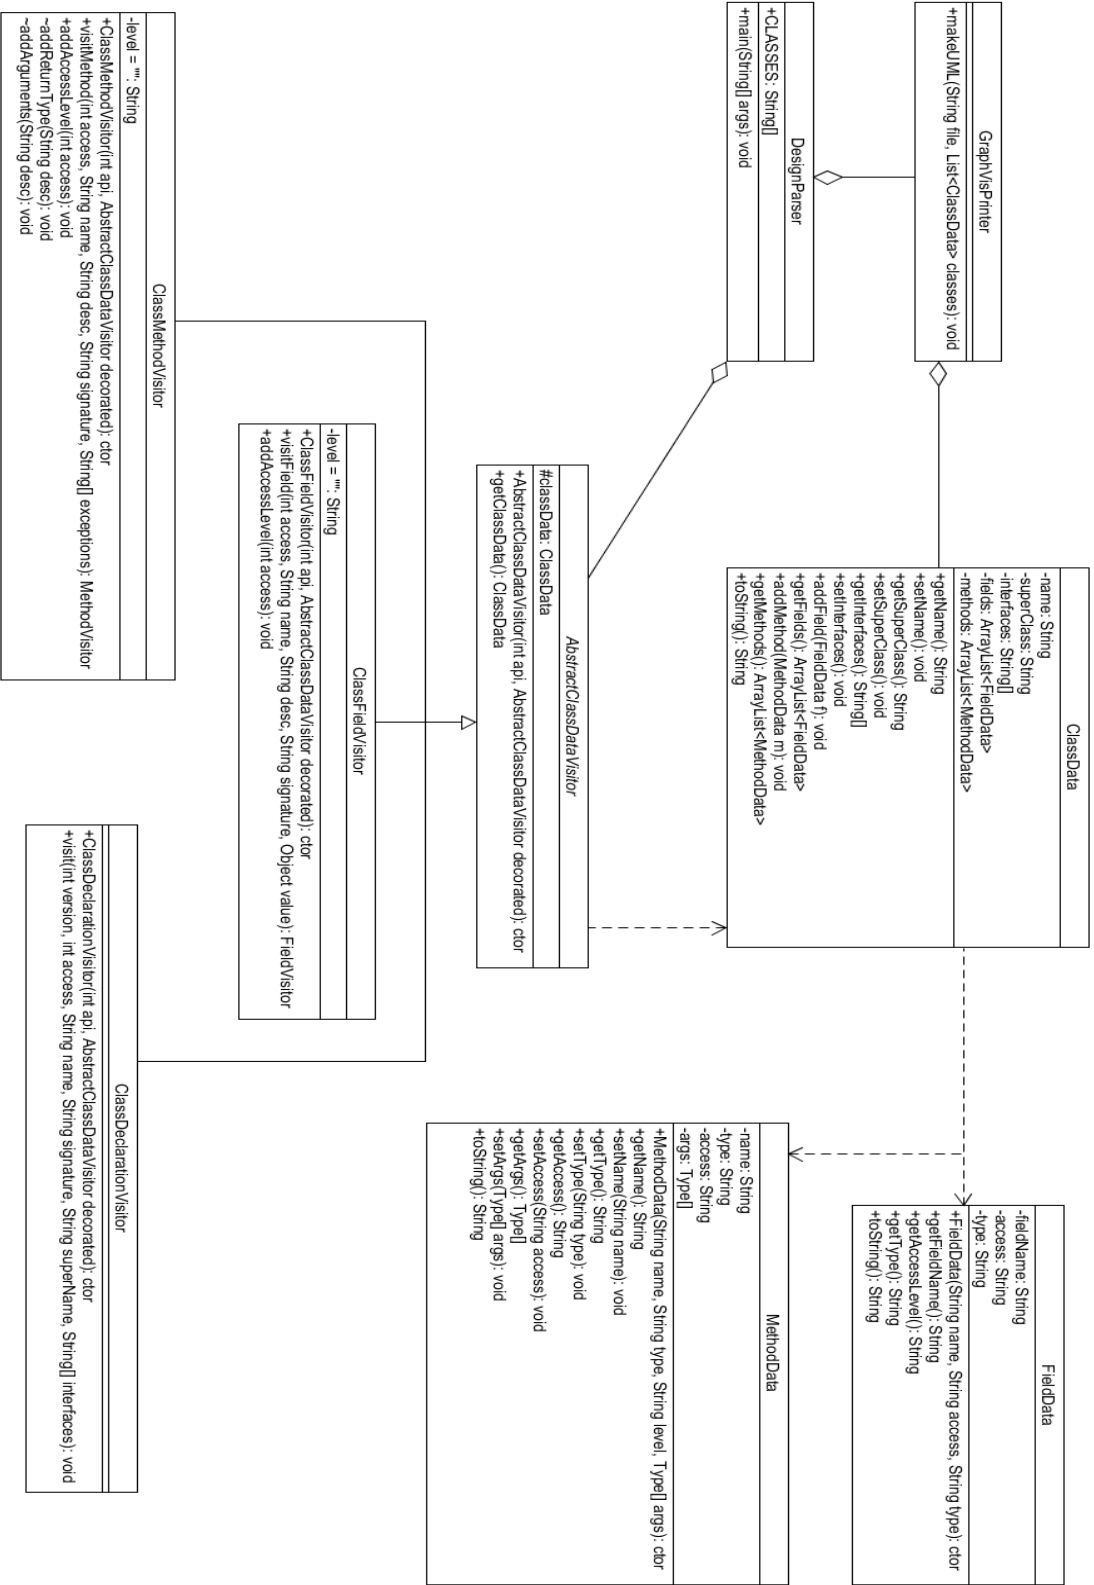 GraphVisPrinter
+makeUML(String file, List<ClassData> classes): void
DesignParser
+CLASSES: String[]
+main(String[] args): void
ClassData
-name: String
-superClass: String
-interfaces: String[]
-fields: ArrayList<FieldData>
-methods: ArrayList<MethodData>
+getName(): String
+setName(): void
+getSuperClass(): String
+setSuperClass(): void
+getInterfaces(): String[]
+setInterfaces(): void
+addField(FieldData f): void
+getFields(): ArrayList<FieldData>
+addMethod(MethodData m): void
+getMethods(): ArrayList<MethodData>
+toString(): String
FieldData
-fieldName: String
-access: String
-type: String
+FieldData(String name, String access, String type): ctor
+getFieldName(): String
+getAccessLevel(): String
+getType(): String
+toString(): String
AbstractClassDataVisitor
#classData: ClassData
+AbstractClassDataVisitor(int api, AbstractClassDataVisitor decorated): ctor
+getClassData(): ClassData
MethodData
-name: String
-type: String
-access: String
-args: Type[]
+MethodData(String name, String type, String level, Type[] args): ctor
+getName(): String
+setName(String name): void
+getType(): String
+setType(String type): void
+getAccess(): String
+setAccess(String access): void
+getArgs(): Type[]
+setArgs(Type[] args): void
+toString(): String
ClassFieldVisitor
-level = "": String
+ClassFieldVisitor(int api, AbstractClassDataVisitor decorated): ctor
+visitField(int access, String name, String desc, String signature, Object value): FieldVisitor
+addAccessLevel(int access): void
ClassMethodVisitor
-level = "": String
+ClassMethodVisitor(int api, AbstractClassDataVisitor decorated): ctor
+visitMethod(int access, String name, String desc, String signature, String[] exceptions): MethodVisitor
+addAccessLevel(int access): void
~addReturnType(String desc): void
~addArguments(String desc): void
ClassDeclarationVisitor
+ClassDeclarationVisitor(int api, AbstractClassDataVisitor decorated): ctor
+visit(int version, int access, String name, String signature, String superName, String[] interfaces): void